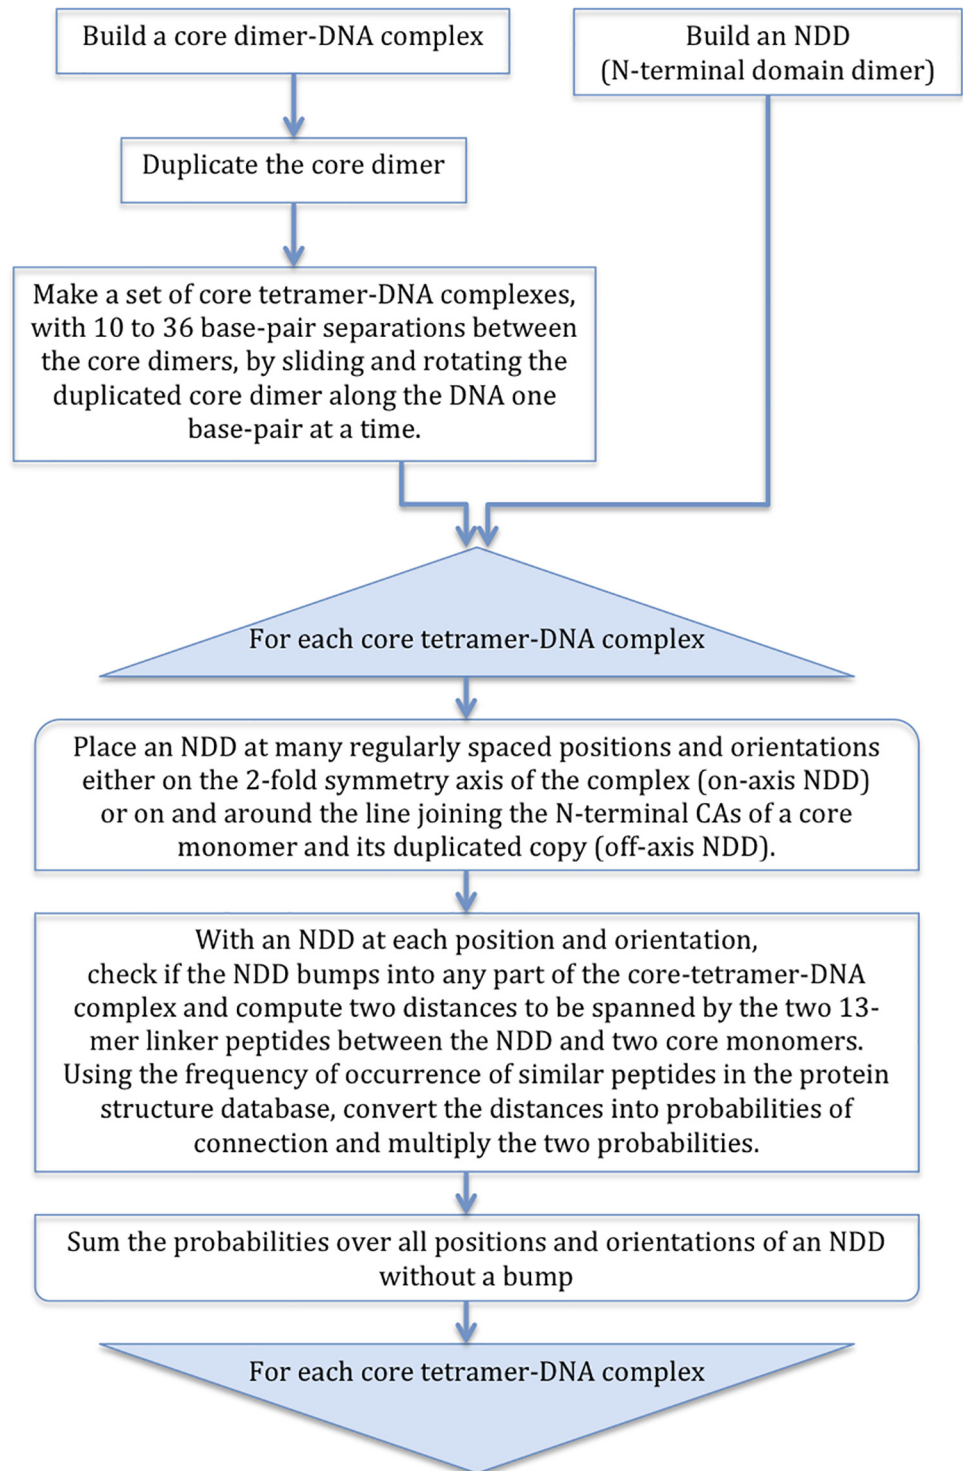 Build a core dimer-DNA complex
Build an NDD
(N-terminal domain dimer)
Duplicate the core dimer
Make a set of core tetramer-DNA complexes,
with 10 to 36 base-pair separations between
the core dimers, by sliding and rotating the
duplicated core dimer along the DNA one
base-pair at a time.
For each core tetramer-DNA complex
Place an NDD at many regularly spaced positions and orientations
either on the 2-fold symmetry axis of the complex (on-axis NDD)
or on and around the line joining the N-terminal CAs of a core
monomer and its duplicated copy (off-axis NDD).
With an NDD at each position and orientation,
check if the NDD bumps into any part of the core-tetramer-DNA
complex and compute two distances to be spanned by the two 13-
mer linker peptides between the NDD and two core monomers.
Using the frequency of occurrence of similar peptides in the protein
structure database, convert the distances into probabilities of
connection and multiply the two probabilities.
Sum the probabilities over all positions and orientations of an NDD
without a bump
For each core tetramer-DNA complex